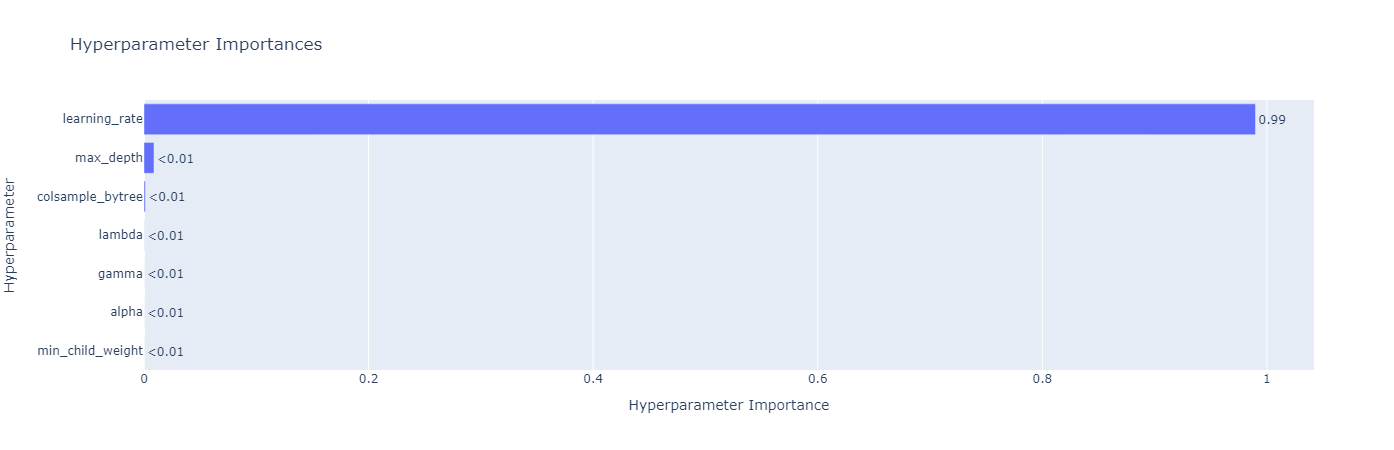 Hyperparameter Importances
Hyperparameter
learning_rate 0.99
max_depth <0.01
colsample_bytree <0.01
lambda <0.01
gamma <0.01
alpha <0.01
min_child_weight <0.01
0 0.2 0.4 0.6 0.8 1
Hyperparameter Importance